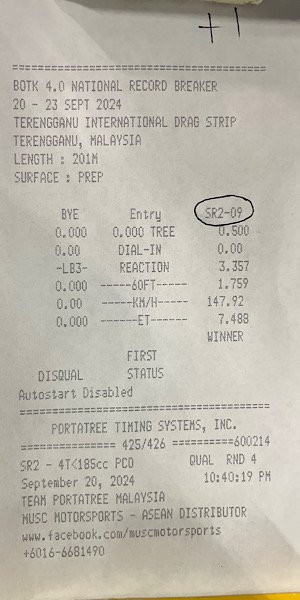 +1
========================================
BOTK 4.0 NATIONAL RECORD BREAKER
20 - 23 SEPT 2024
TERENGGANU INTERNATIONAL DRAG STRIP
TERENGGANU, MALAYSIA
LENGTH : 201M
SURFACE : PREP
BYE Entry SR2-09
0.000 0.000 TREE 0.500
0.00 DIAL-IN 0.00
-LB3- REACTION 3.357
0.000 ------60FT------ 1.759
0.00 ------KM/H------ 147.92
0.000 -------ET------- 7.488
WINNER
FIRST
DISQUAL STATUS
Autostart Disabled
========================================
PORTATREE TIMING SYSTEMS, INC.
=============== 425/426 ==========600214
SR2 - 4T<185cc PCD QUAL RND 4
September 20, 2024 10:40:19 PM
TEAM PORTATREE MALAYSIA
MUSC MOTORSPORTS - ASEAN DISTRIBUTOR
www.facebook.com/muscmotorsports
+6016-6681490